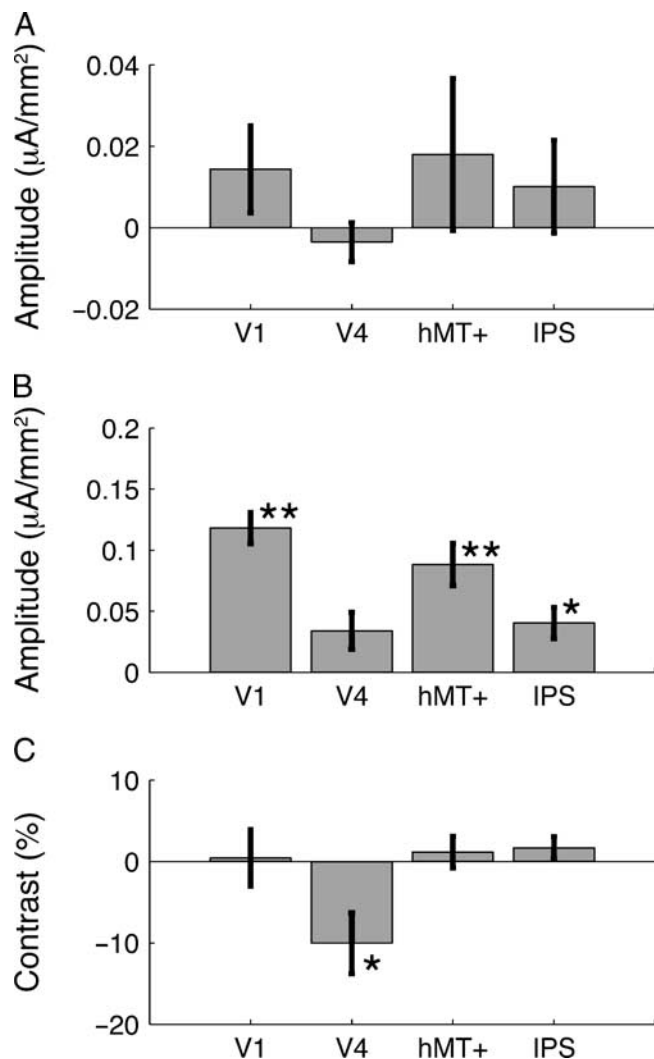 A
Amplitude (µA/mm²)
0.04
0.02
0
−0.02
V1 V4 hMT+ IPS
B
Amplitude (µA/mm²)
0.2
0.15
0.1
0.05
0
** ** *
V1 V4 hMT+ IPS
C
Contrast (%)
10
0
−10
−20
*
V1 V4 hMT+ IPS